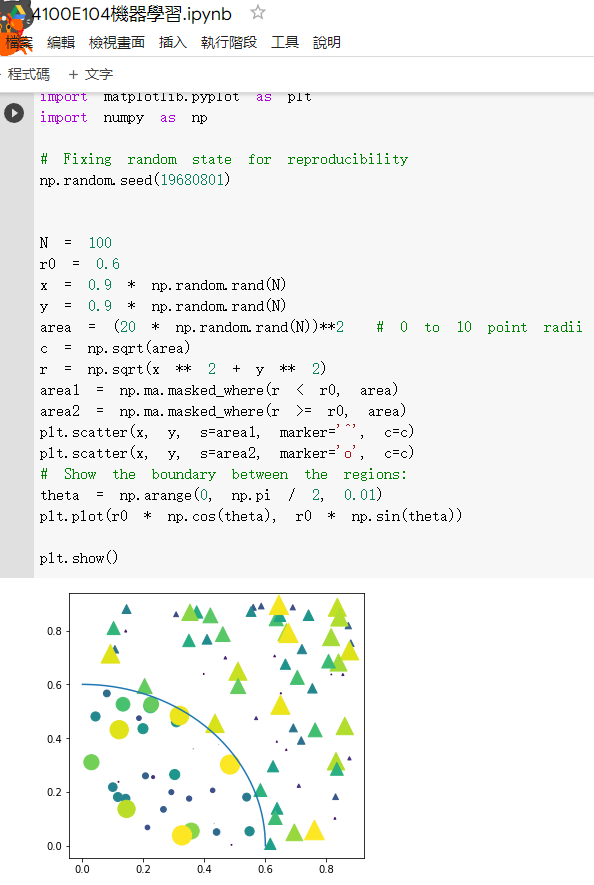 4100E104機器學習.ipynb
檔案 編輯 檢視畫面 插入 執行階段 工具 說明
程式碼 + 文字
import matplotlib.pyplot as plt
import numpy as np
# Fixing random state for reproducibility
np.random.seed(19680801)
N = 100
r0 = 0.6
x = 0.9 * np.random.rand(N)
y = 0.9 * np.random.rand(N)
area = (20 * np.random.rand(N))**2 # 0 to 10 point radii
c = np.sqrt(area)
r = np.sqrt(x ** 2 + y ** 2)
area1 = np.ma.masked_where(r < r0, area)
area2 = np.ma.masked_where(r >= r0, area)
plt.scatter(x, y, s=area1, marker='^', c=c)
plt.scatter(x, y, s=area2, marker='o', c=c)
# Show the boundary between the regions:
theta = np.arange(0, np.pi / 2, 0.01)
plt.plot(r0 * np.cos(theta), r0 * np.sin(theta))
plt.show()
0.8
0.6
0.4
0.2
0.0
0.0 0.2 0.4 0.6 0.8